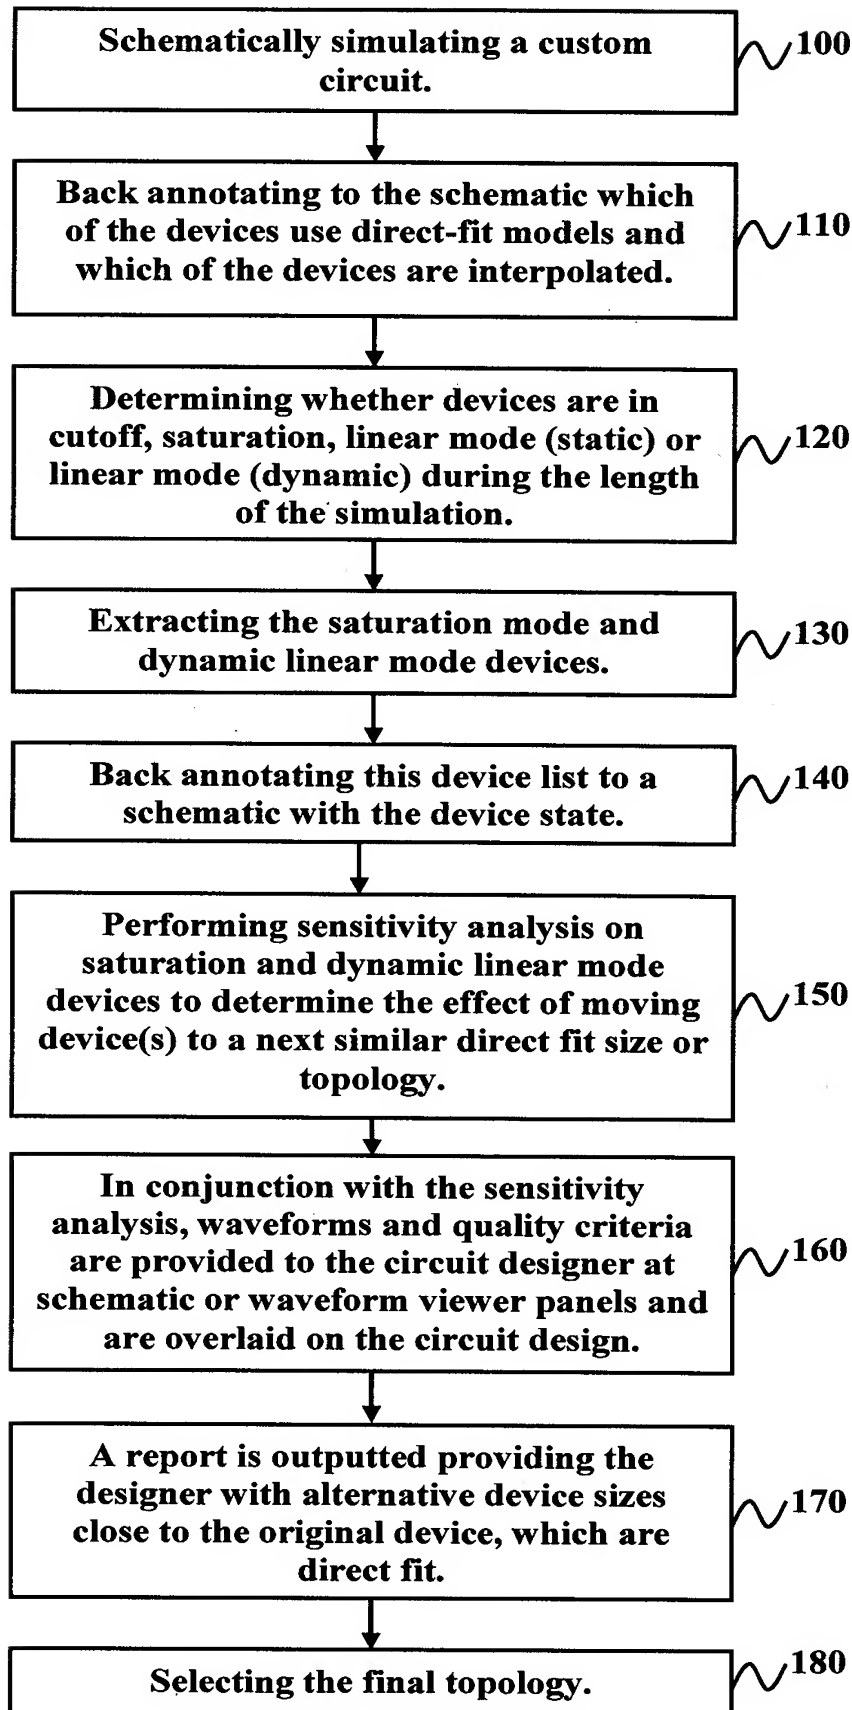 Schematically simulating a custom
circuit.
100
Back annotating to the schematic which
of the devices use direct-fit models and
which of the devices are interpolated.
110
Determining whether devices are in
cutoff, saturation, linear mode (static) or
linear mode (dynamic) during the length
of the simulation.
120
Extracting the saturation mode and
dynamic linear mode devices.
130
Back annotating this device list to a
schematic with the device state.
140
Performing sensitivity analysis on
saturation and dynamic linear mode
devices to determine the effect of moving
device(s) to a next similar direct fit size or
topology.
150
In conjunction with the sensitivity
analysis, waveforms and quality criteria
are provided to the circuit designer at
schematic or waveform viewer panels and
are overlaid on the circuit design.
160
A report is outputted providing the
designer with alternative device sizes
close to the original device, which are
direct fit.
170
Selecting the final topology.
180